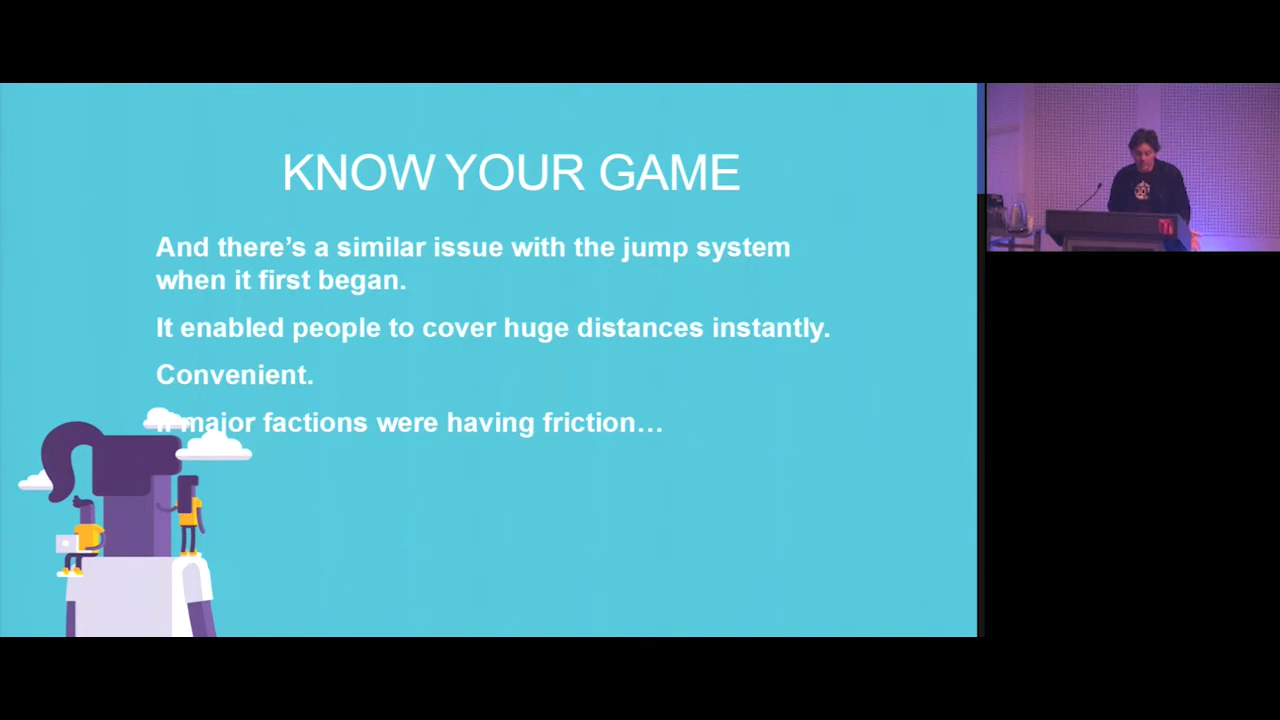 KNOW YOUR GAME
And there's a similar issue with the jump system
when it first began.
It enabled people to cover huge distances instantly.
Convenient.
If major factions were having friction…